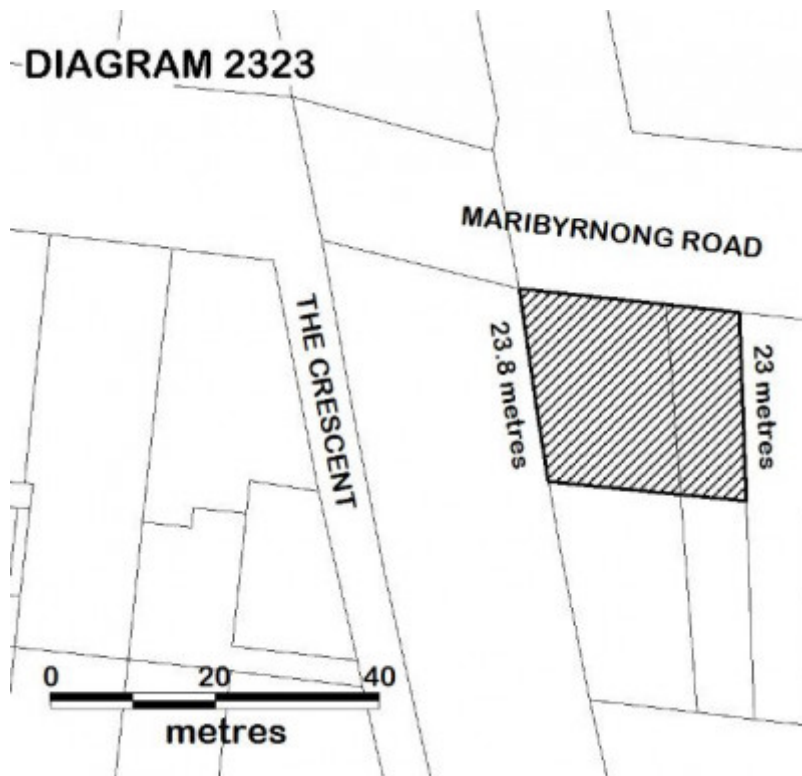 DIAGRAM 2323
MARIBYRNONG ROAD
THE CRESCENT
23.8 metres
23 metres
0 20 40
metres